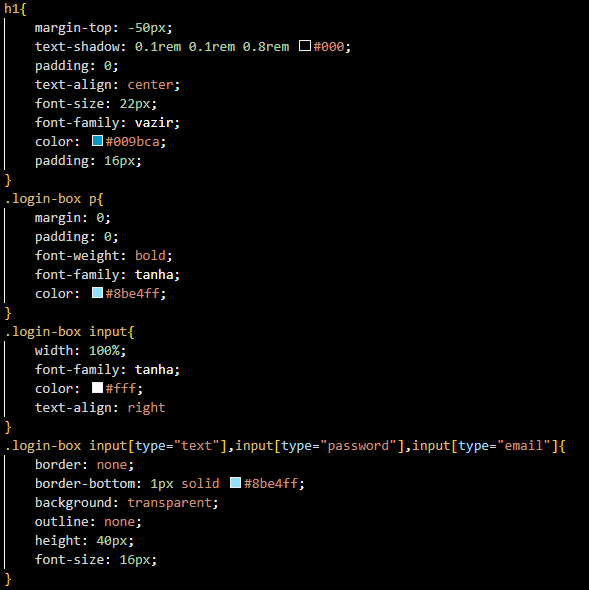 h1{
margin-top: -50px;
text-shadow: 0.1rem 0.1rem 0.8rem #000;
padding: 0;
text-align: center;
font-size: 22px;
font-family: vazir;
color: #009bca;
padding: 16px;
}
.login-box p{
margin: 0;
padding: 0;
font-weight: bold;
font-family: tanha;
color: #8be4ff;
}
.login-box input{
width: 100%;
font-family: tanha;
color: #fff;
text-align: right
}
.login-box input[type="text"],input[type="password"],input[type="email"]{
border: none;
border-bottom: 1px solid #8be4ff;
background: transparent;
outline: none;
height: 40px;
font-size: 16px;
}